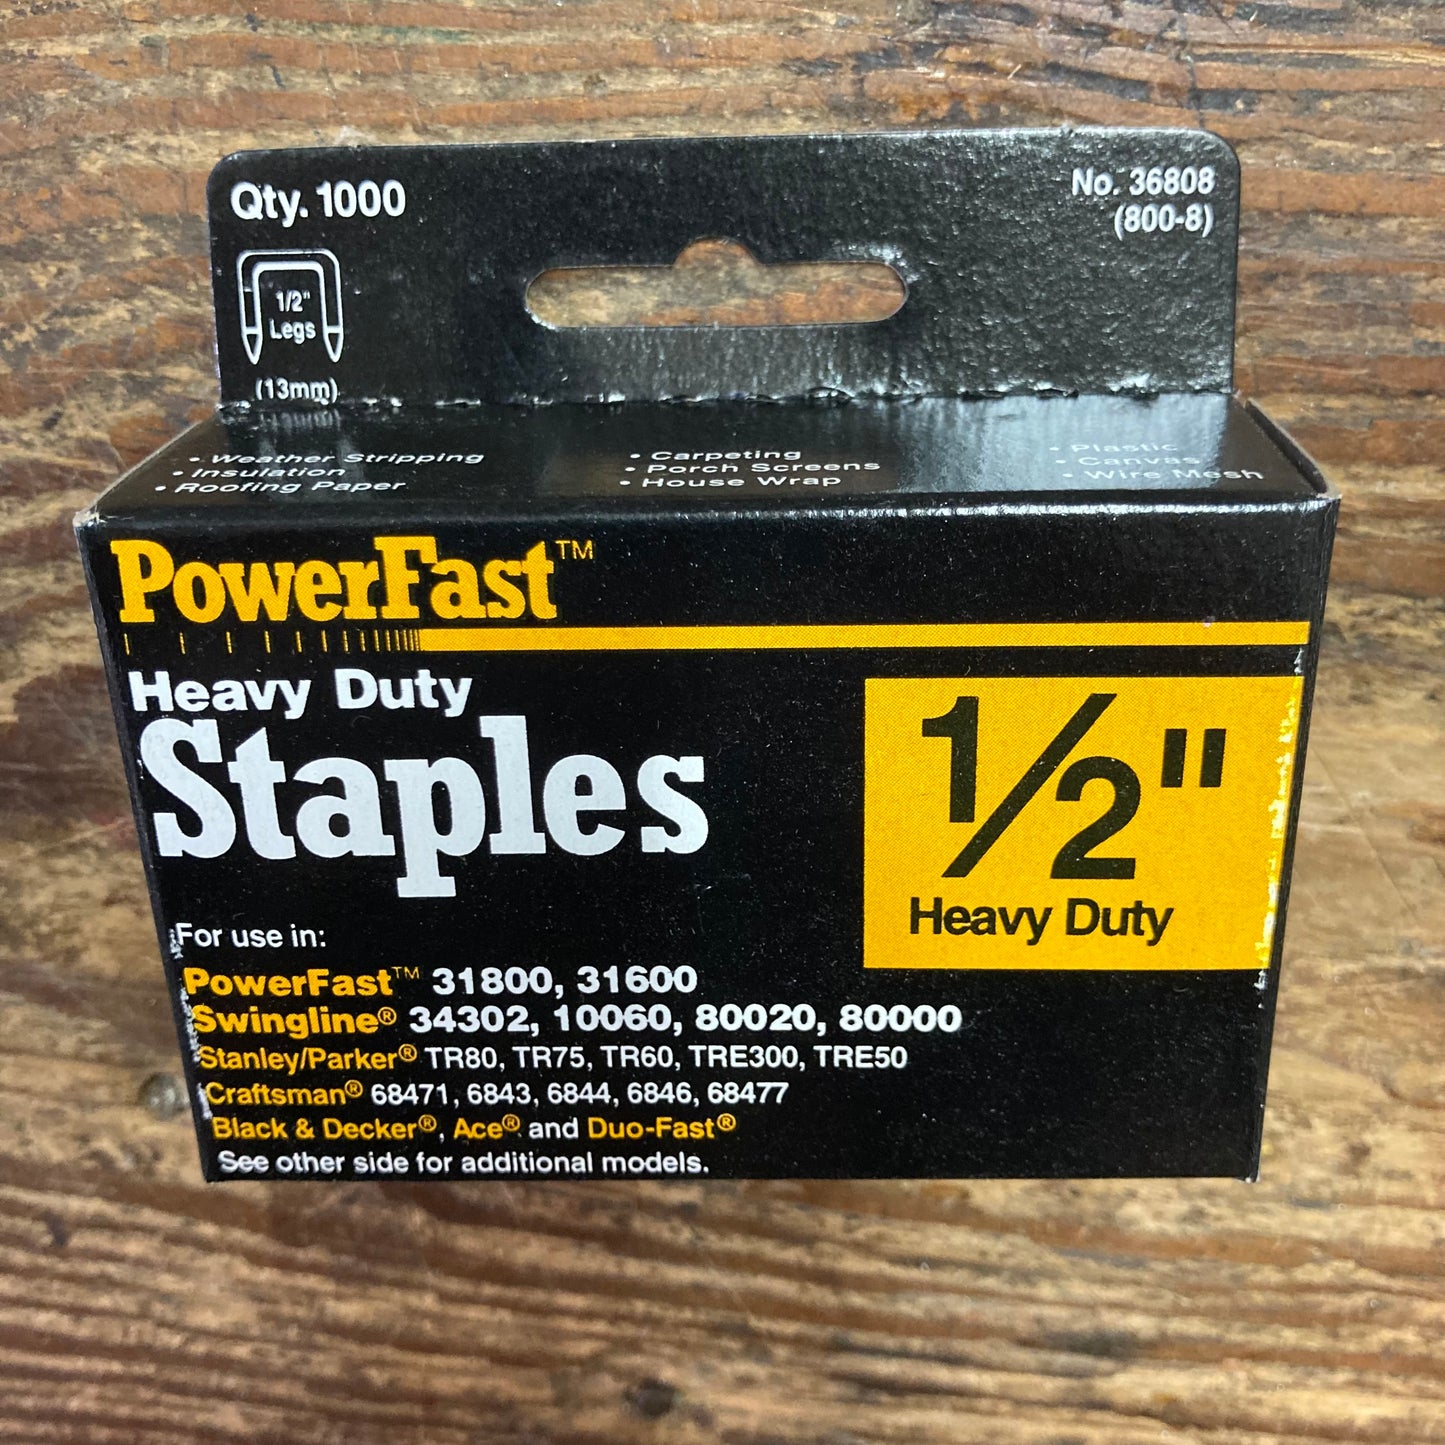 Qty. 1000
No. 36808
(800-8)
1/2"
Legs
(13mm)
• Weather Stripping
• Insulation
• Roofing Paper
• Carpeting
• Porch Screens
• House Wrap
• Plastic
• Canvas
• Wire Mesh
PowerFast™
Heavy Duty
Staples
1/2"
Heavy Duty
For use in:
PowerFast™ 31800, 31600
Swingline® 34302, 10060, 80020, 80000
Stanley/Parker® TR80, TR75, TR60, TRE300, TRE50
Craftsman® 68471, 6843, 6844, 6846, 68477
Black & Decker®, Ace® and Duo-Fast®
See other side for additional models.